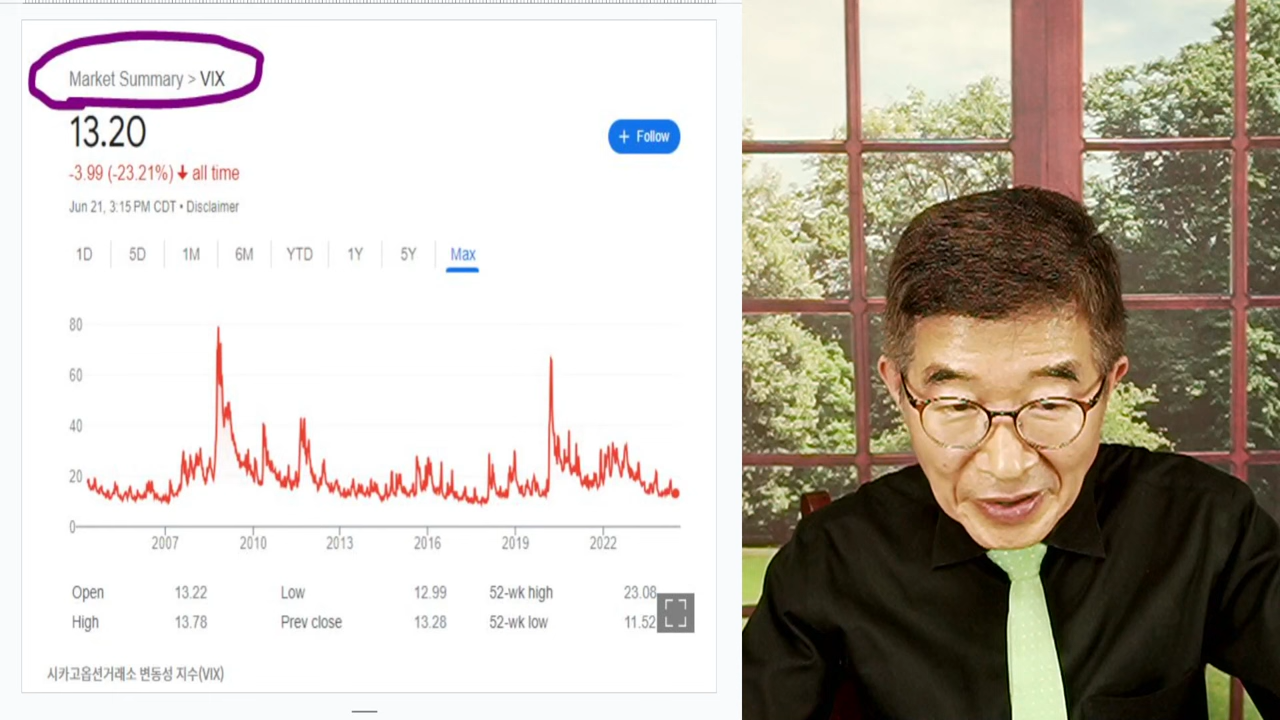 Market Summary > VIX
13.20
+ Follow
-3.99 (-23.21%) ↓ all time
Jun 21, 3:15 PM CDT • Disclaimer
1D 5D 1M 6M YTD 1Y 5Y Max
80
60
40
20
0
2007 2010 2013 2016 2019 2022
Open 13.22 Low 12.99 52-wk high 23.08
High 13.78 Prev close 13.28 52-wk low 11.52
시카고옵션거래소 변동성 지수(VIX)